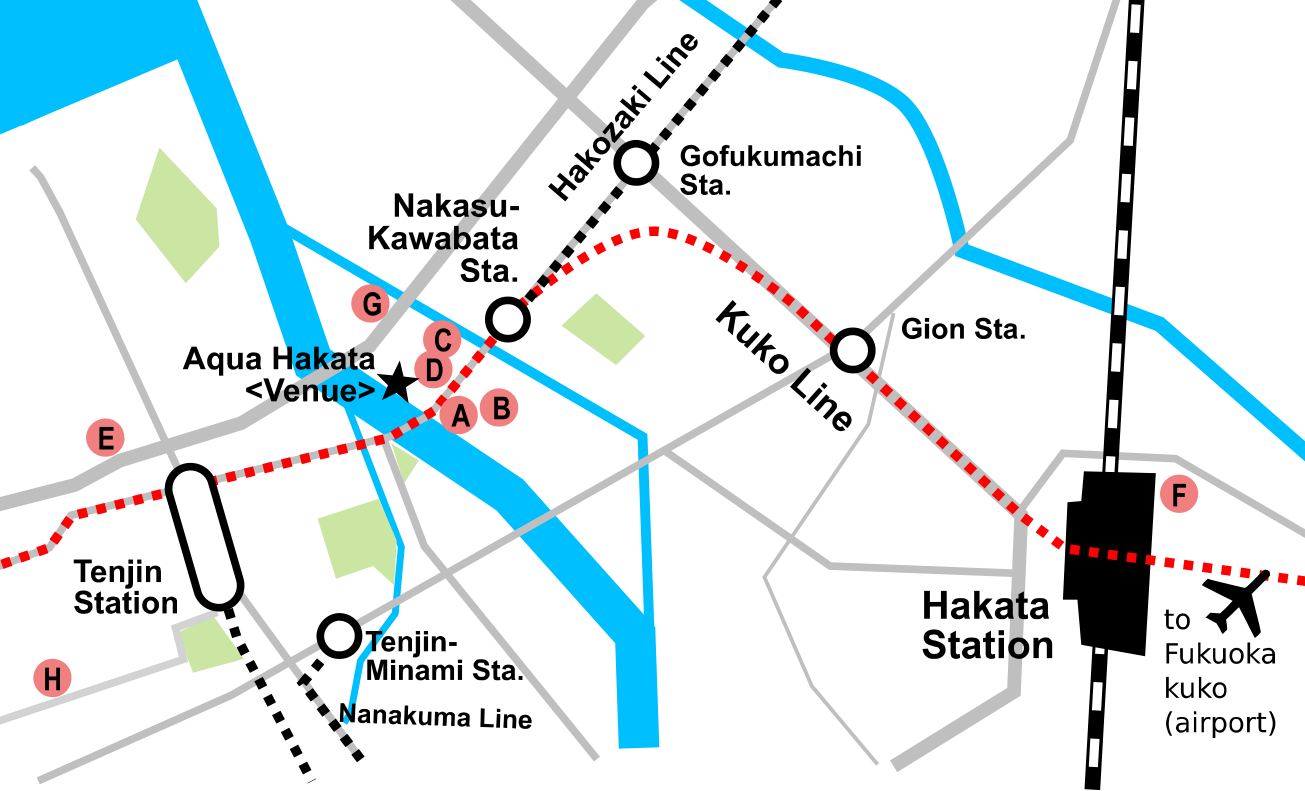 Hakozaki Line
Gofukumachi
Sta.
Nakasu-
Kawabata
Sta.
G
C
D
A
B
Aqua Hakata
<Venue>
Kuko Line
Gion Sta.
E
F
Tenjin
Station
H
Tenjin-
Minami Sta.
Nanakuma Line
Hakata
Station
to
Fukuoka
kuko
(airport)